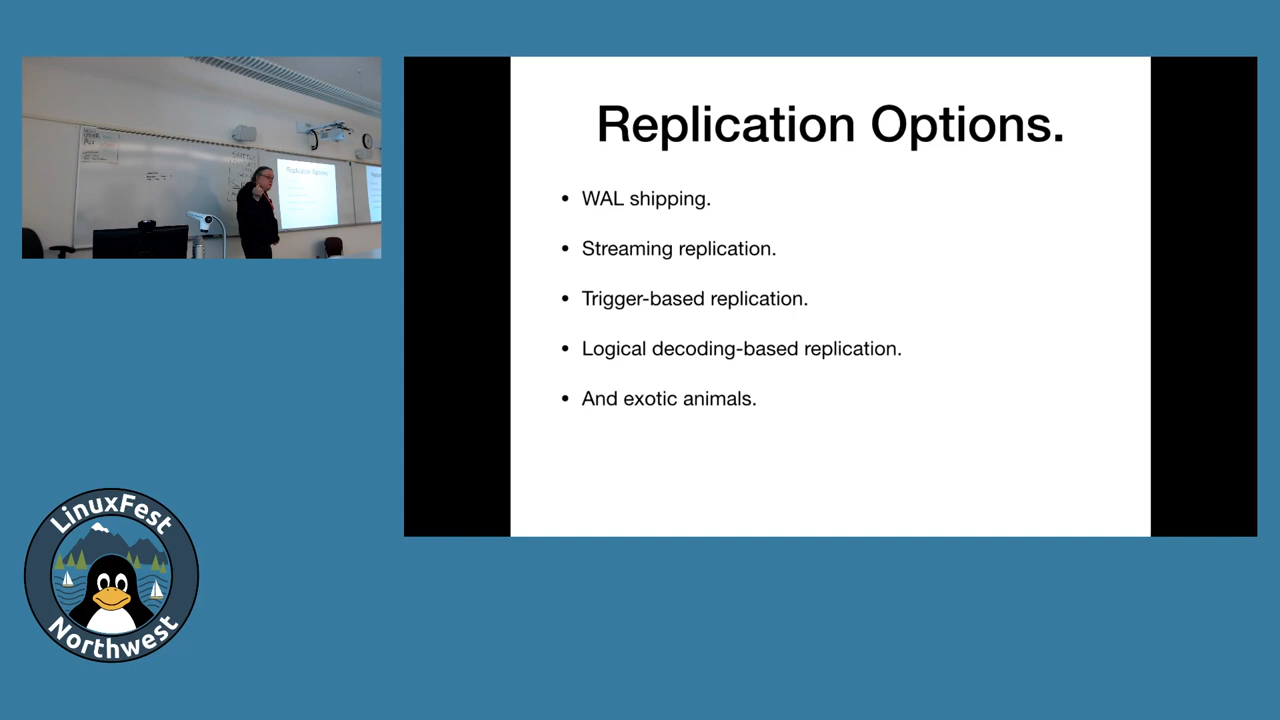 Replication Options.
• WAL shipping.
• Streaming replication.
• Trigger-based replication.
• Logical decoding-based replication.
• And exotic animals.
LinuxFest
Northwest